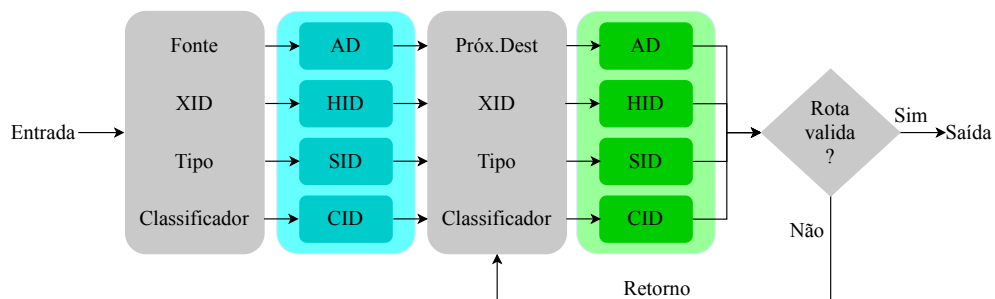 Entrada
Fonte
XID
Tipo
Classificador
AD
HID
SID
CID
Próx.Dest
XID
Tipo
Classificador
AD
HID
SID
CID
Rota
valida
?
Sim
Saída
Não
Retorno